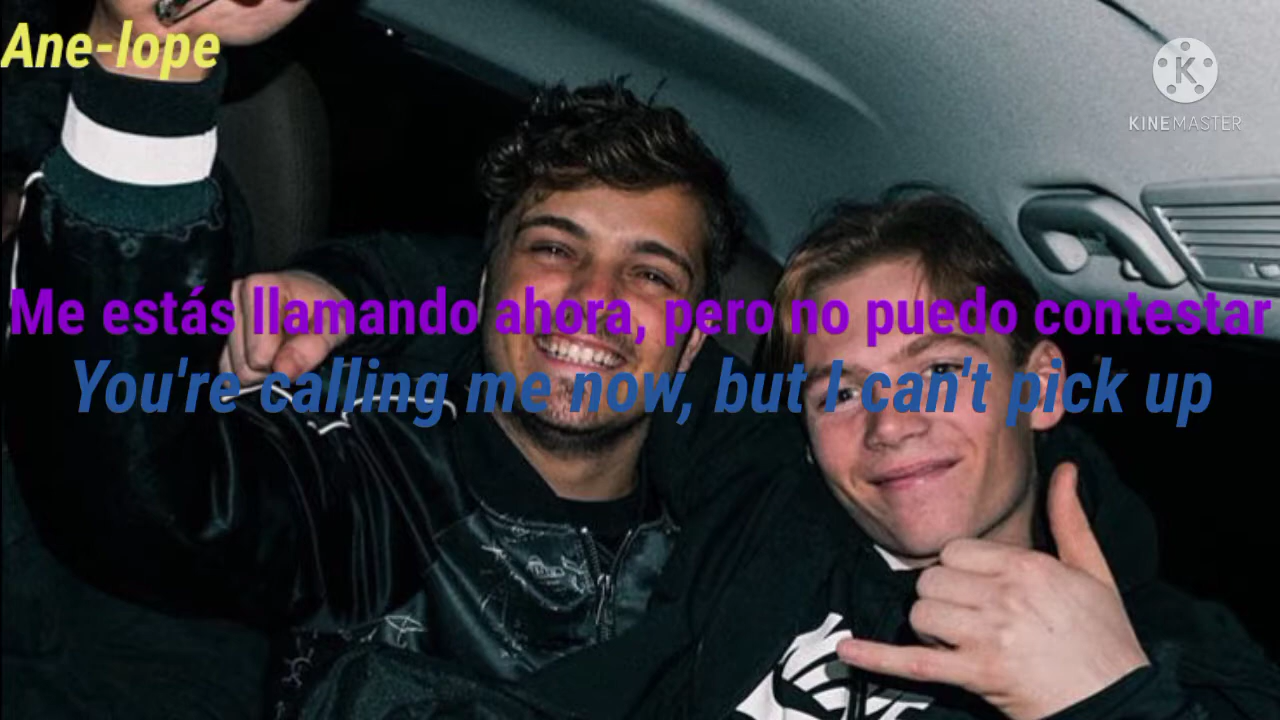 Ane-lope
K
KINEMASTER
Me estás llamando ahora, pero no puedo contestar
You're calling me now, but I can't pick up